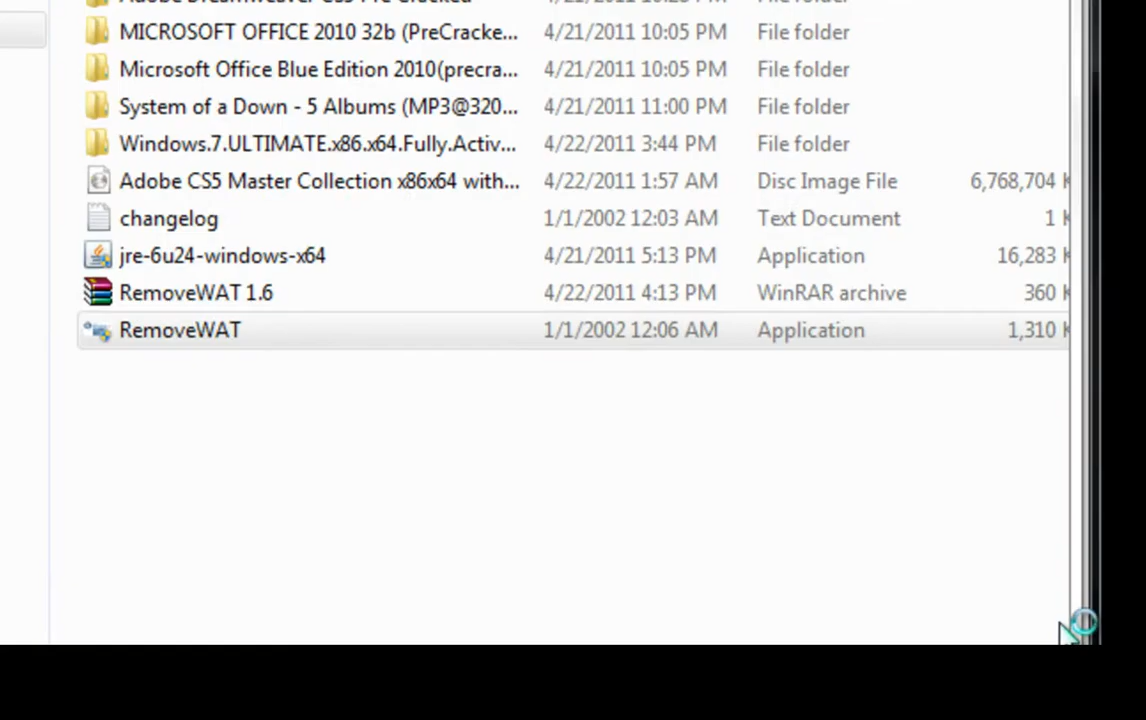 MICROSOFT OFFICE 2010 32b (PreCracke... 4/21/2011 10:05 PM File folder
Microsoft Office Blue Edition 2010(precra... 4/21/2011 10:05 PM File folder
System of a Down - 5 Albums (MP3@320... 4/21/2011 11:00 PM File folder
Windows.7.ULTIMATE.x86.x64.Fully.Activ... 4/22/2011 3:44 PM File folder
Adobe CS5 Master Collection x86x64 with... 4/22/2011 1:57 AM Disc Image File 6,768,704 K
changelog 1/1/2002 12:03 AM Text Document 1 K
jre-6u24-windows-x64 4/21/2011 5:13 PM Application 16,283 K
RemoveWAT 1.6 4/22/2011 4:13 PM WinRAR archive 360 K
RemoveWAT 1/1/2002 12:06 AM Application 1,310 K